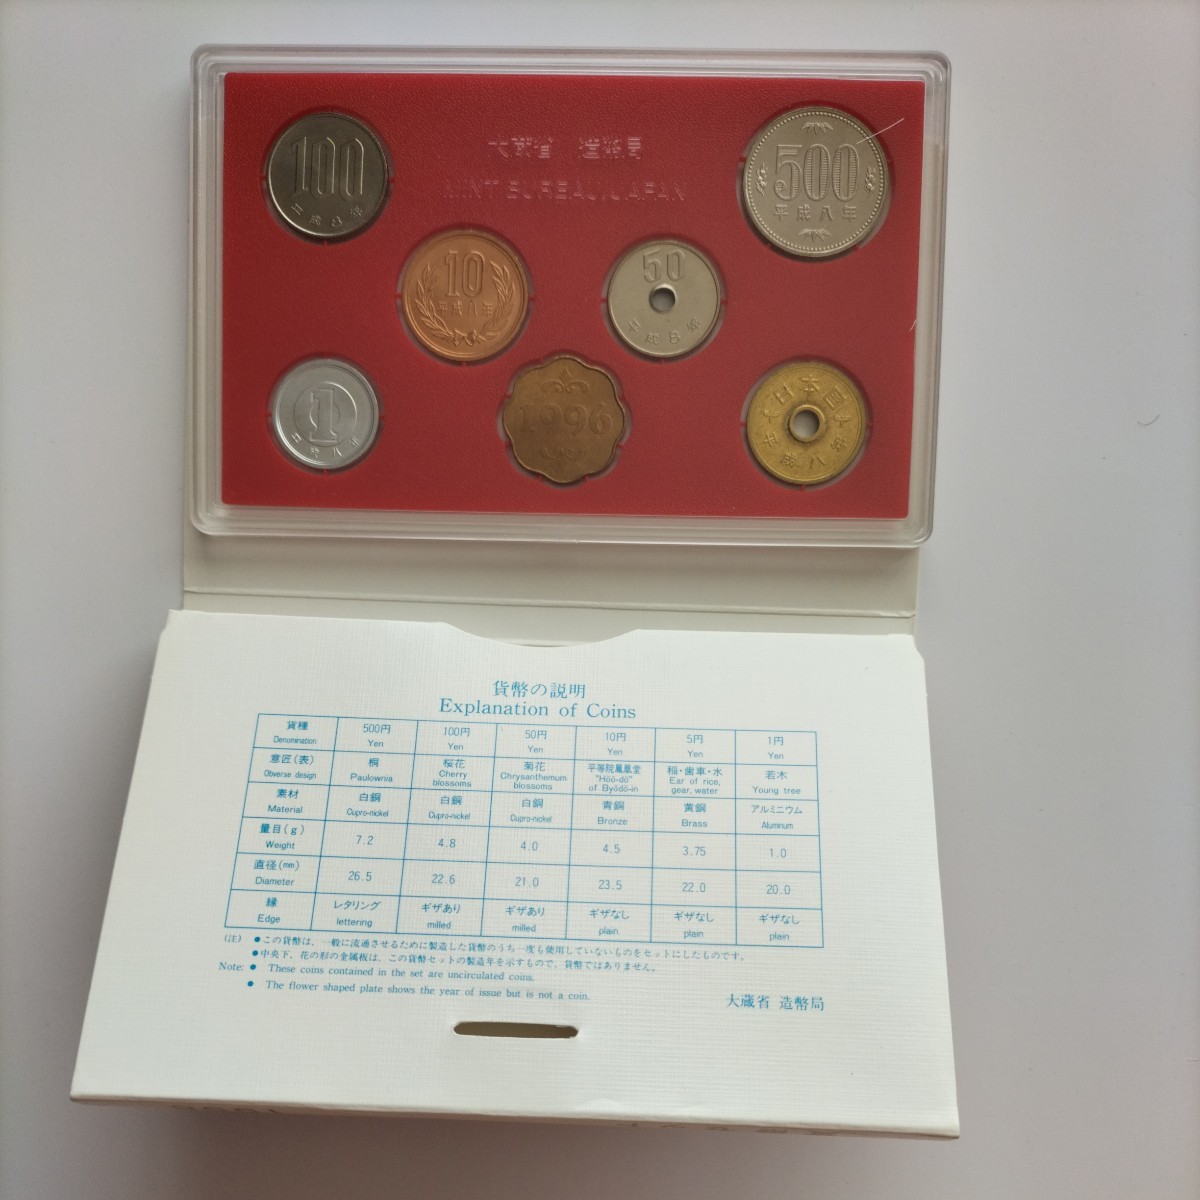 大蔵省 造幣局
MINT BUREAU, JAPAN
100
平成8年
500
平成八年
10
平成八年
50
平成8年
1
平成八年
1996
日本国
平成八年
貨幣の説明
Explanation of Coins
貨種 500円 100円 50円 10円 5円 1円
Denomination Yen Yen Yen Yen Yen Yen
意匠(表) 桐 桜花 菊花 平等院鳳凰堂 稲・歯車・水 若木
Obverse design Paulownia Cherry blossoms Chrysanthemum blossoms "Hōō-dō" of Byōdō-in Ear of rice, gear, water Young tree
素材 白銅 白銅 白銅 青銅 黄銅 アルミニウム
Material Cupro-nickel Cupro-nickel Cupro-nickel Bronze Brass Aluminum
量目(g) 7.2 4.8 4.0 4.5 3.75 1.0
Weight
直径(mm) 26.5 22.6 21.0 23.5 22.0 20.0
Diameter
縁 レタリング ギザあり ギザあり ギザなし ギザなし ギザなし
Edge lettering milled milled plain plain plain
(注) ●この貨幣は、一般に流通させるために製造した貨幣のうち一度も使用していないものをセットにしたものです。
●中央下、花の形の金属板は、この貨幣セットの製造年を示すもので、貨幣ではありません。
Note: ● These coins contained in the set are uncirculated coins.
● The flower shaped plate shows the year of issue but is not a coin.
大蔵省 造幣局